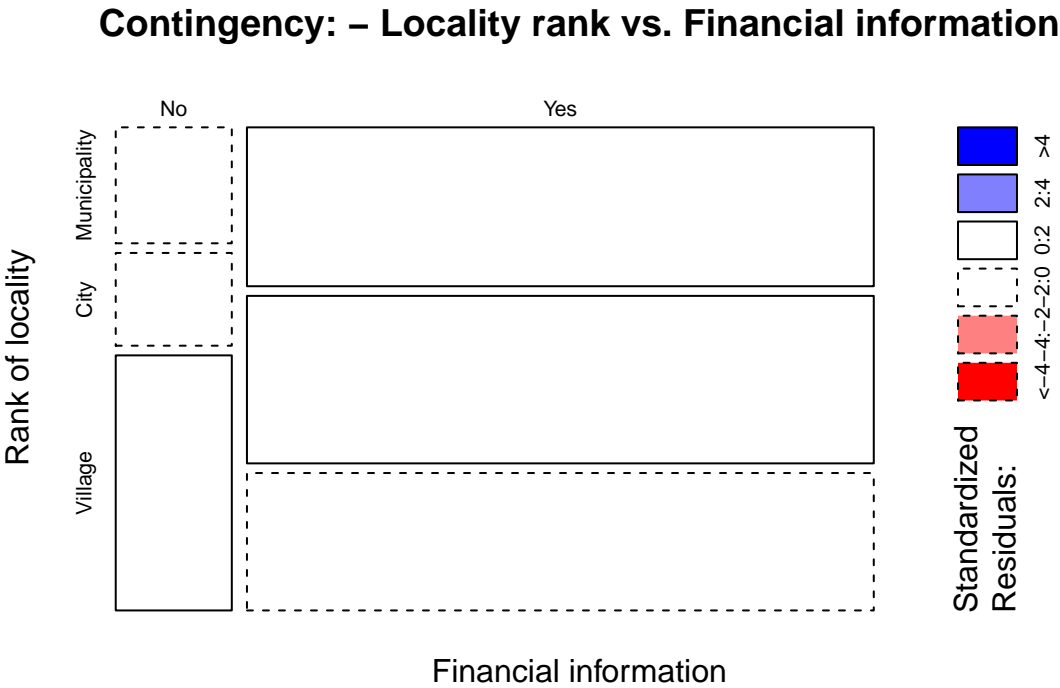 Contingency: – Locality rank vs. Financial information
No
Yes
Municipality
City
Village
Rank of locality
Financial information
Standardized
Residuals:
<–4
–4:–2
–2:0
0:2
2:4
>4